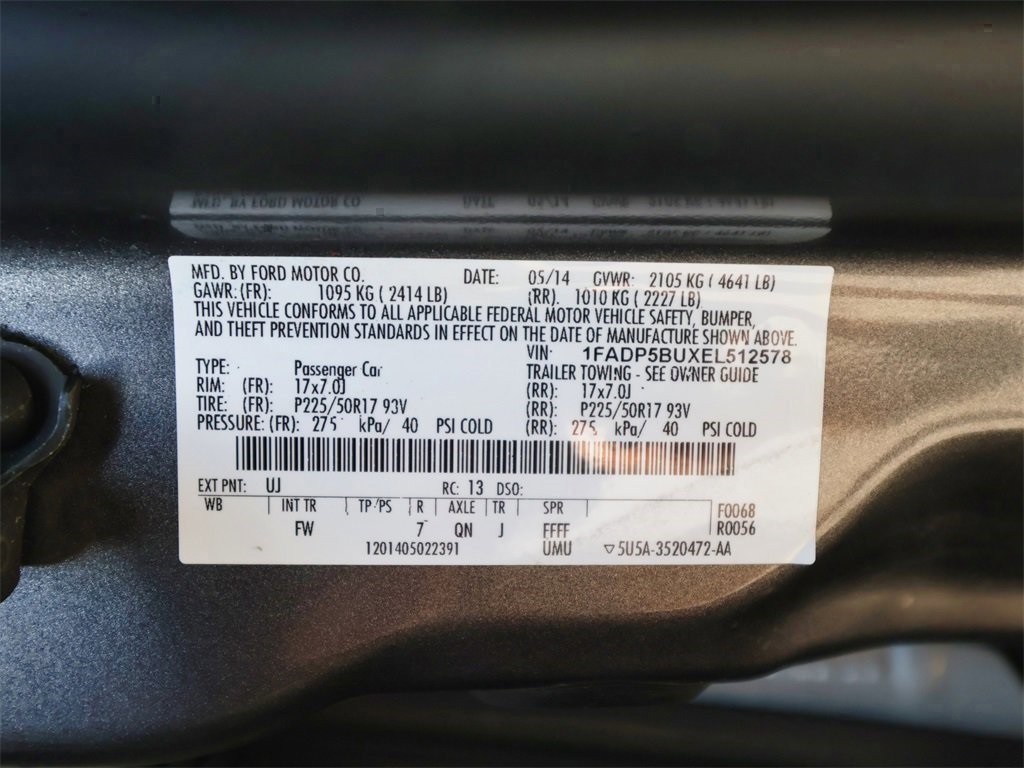 MFD. BY FORD MOTOR CO. DATE: 05/14 GVWR: 2105 KG ( 4641 LB)
GAWR: (FR): 1095 KG ( 2414 LB) (RR): 1010 KG ( 2227 LB)
THIS VEHICLE CONFORMS TO ALL APPLICABLE FEDERAL MOTOR VEHICLE SAFETY, BUMPER,
AND THEFT PREVENTION STANDARDS IN EFFECT ON THE DATE OF MANUFACTURE SHOWN ABOVE.
VIN: 1FADP5BUXEL512578
TYPE: Passenger Car TRAILER TOWING - SEE OWNER GUIDE
RIM: (FR): 17x7.0J (RR): 17x7.0J
TIRE: (FR): P225/50R17 93V (RR): P225/50R17 93V
PRESSURE: (FR): 275 kPa/ 40 PSI COLD (RR): 275 kPa/ 40 PSI COLD
EXT PNT: UJ RC: 13 DSO:
WB INT TR TP/PS R AXLE TR SPR F0068
FW 7 QN J FFFF R0056
1201405022391 UMU ▽5U5A-3520472-AA